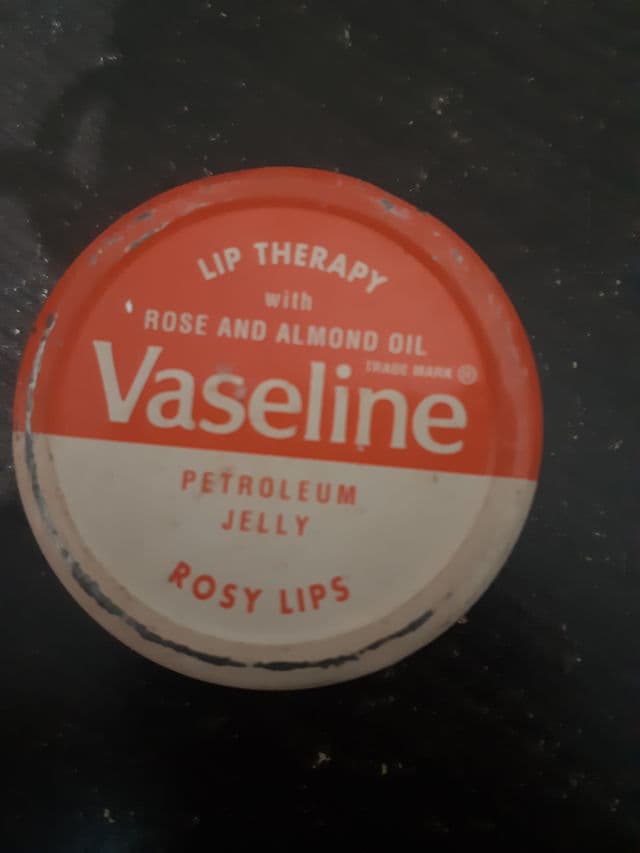 LIP THERAPY
with
ROSE AND ALMOND OIL
Vaseline
TRADE MARK ®
PETROLEUM
JELLY
ROSY LIPS